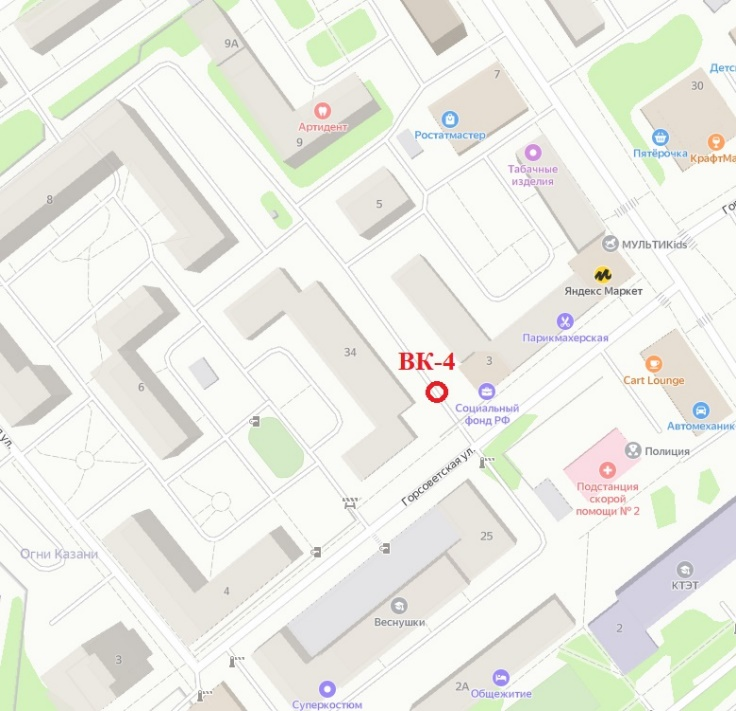 9А
7
30
Детс
Артидент
9
Ростатмастер
Пятёрочка
КрафтМа
Табачные
изделия
8
5
Го
МУЛЬТИKids
Яндекс Маркет
Парикмахерская
34
ВК-4
3
6
Cart Lounge
Социальный
фонд РФ
Автомеханик
а ул.
Полиция
Горсоветская ул.
Подстанция
скорой
помощи № 2
25
Огни Казани
КТЭТ
4
Веснушки
2
3
2А
Общежитие
Суперкостюм